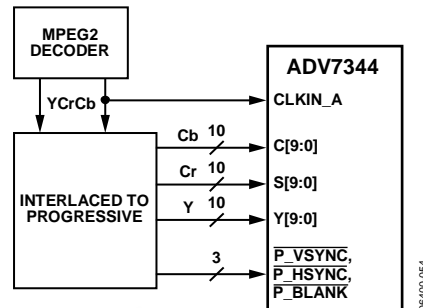 MPEG2
DECODER
YCrCb
INTERLACED TO
PROGRESSIVE
Cb 10
Cr 10
Y 10
3
ADV7344
CLKIN_A
C[9:0]
S[9:0]
Y[9:0]
P_VSYNC,
P_HSYNC,
P_BLANK